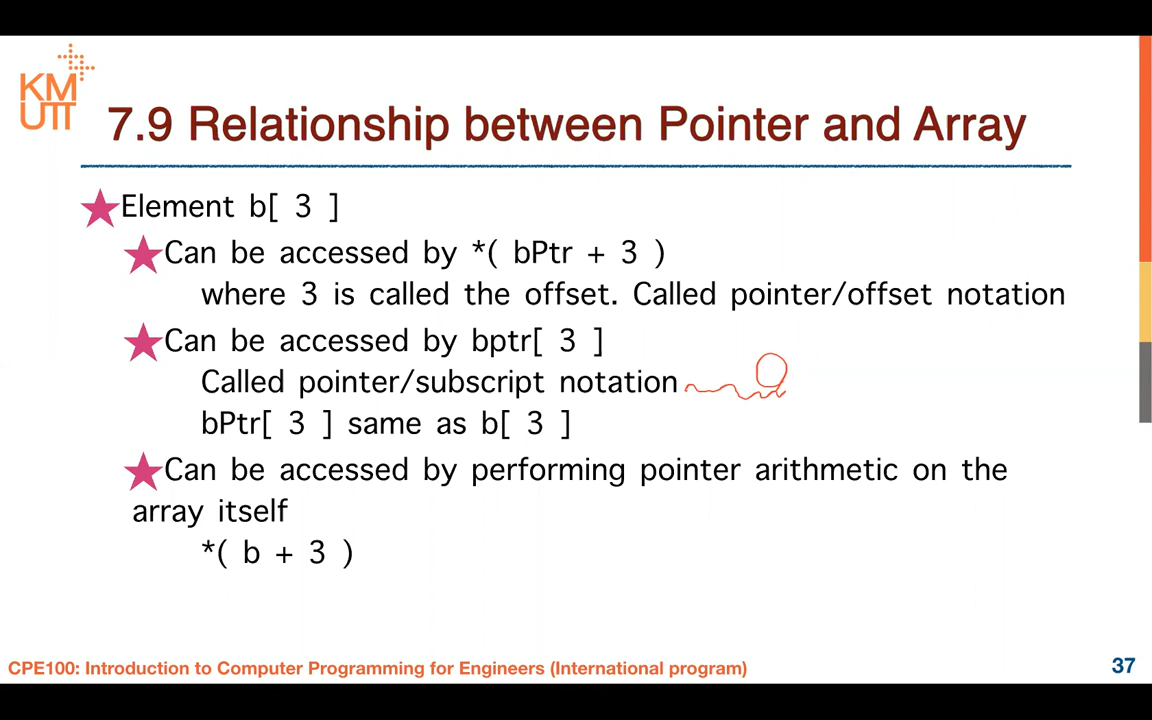 KM
UTT
7.9 Relationship between Pointer and Array
Element b[ 3 ]
Can be accessed by *( bPtr + 3 )
where 3 is called the offset. Called pointer/offset notation
Can be accessed by bptr[ 3 ]
Called pointer/subscript notation
bPtr[ 3 ] same as b[ 3 ]
Can be accessed by performing pointer arithmetic on the
array itself
*( b + 3 )
CPE100: Introduction to Computer Programming for Engineers (International program)
37